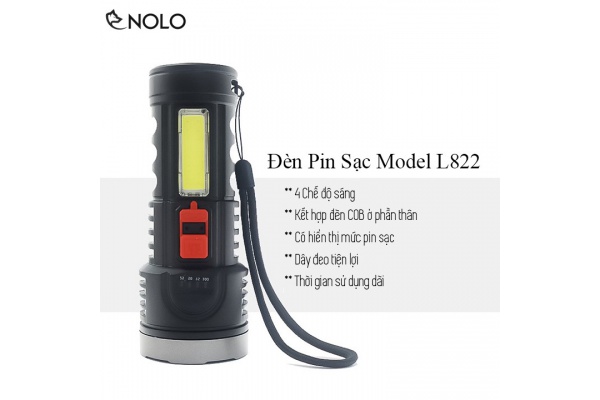 NOLO
Đèn Pin Sạc Model L822
** 4 Chế độ sáng
** Kết hợp đèn COB ở phần thân
** Có hiển thị mức pin sạc
** Dây đeo tiện lợi
** Thời gian sử dụng dài